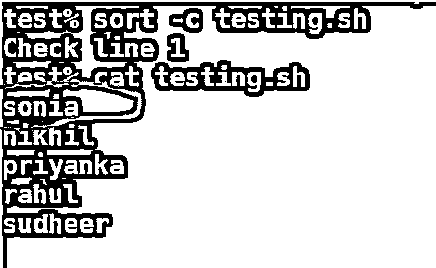 test% sort -c testing.sh
Check line 1
test% cat testing.sh
sonia
nikhil
priyanka
rahul
sudheer